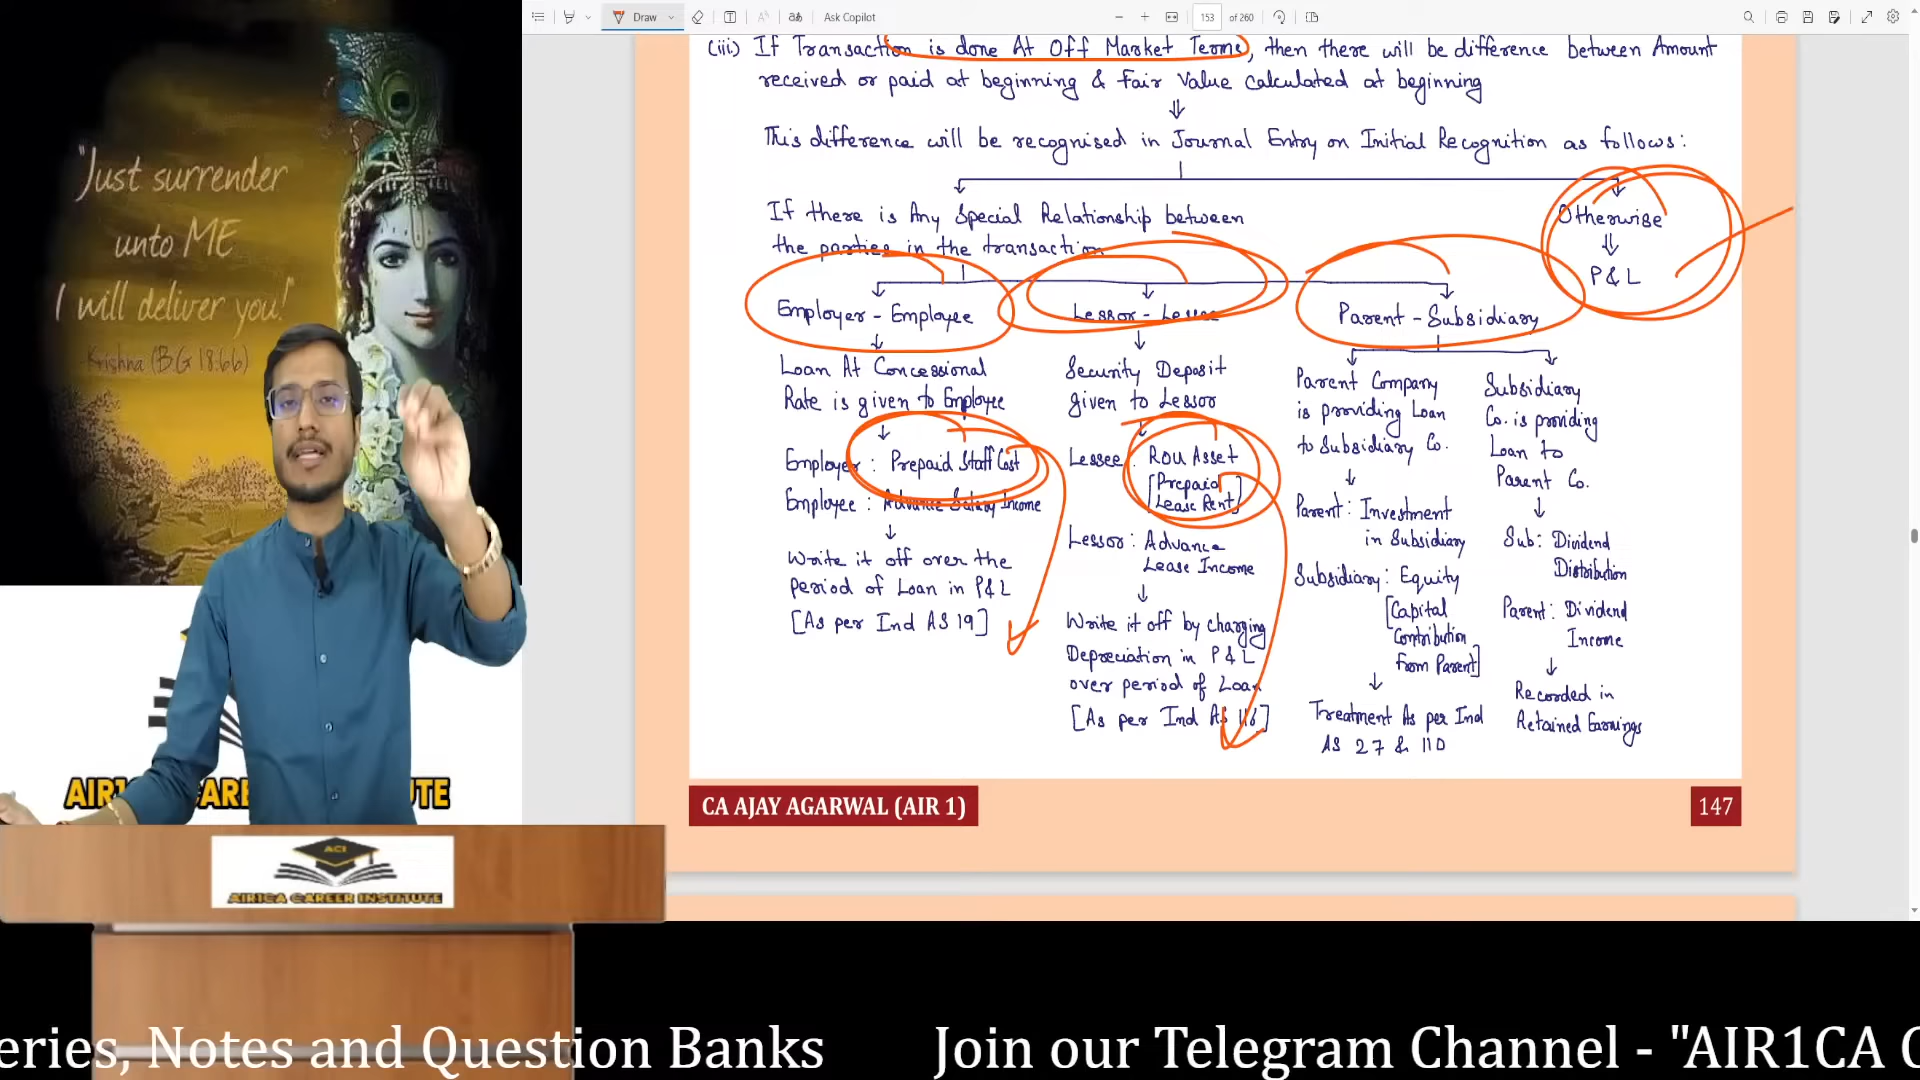 "Just surrender
unto ME
I will deliver you!"
- Krishna (B.G 18:66)
Draw
Ask Copilot
153 of 260
(iii) If Transaction is done At Off Market Terms, then there will be difference between Amount
received or paid at beginning & Fair Value calculated at beginning
This difference will be recognised in Journal Entry on Initial Recognition as follows:
If there is Any Special Relationship between
the parties in the transaction
Otherwise
P & L
Employer - Employee
Loan At Concessional
Rate is given to Employee
Employer : Prepaid Staff Cost
Employee : Advance Salary Income
Write it off over the
period of Loan in P&L
[As per Ind AS 19]
Lessor - Lessee
Security Deposit
given to Lessor
Lessee : ROU Asset
[Prepaid
Lease Rent]
Lessor : Advance
Lease Income
Write it off by charging
Depreciation in P & L
over period of Loan
[As per Ind AS 116]
Parent - Subsidiary
Parent Company
is providing Loan
to Subsidiary Co.
Parent : Investment
in Subsidiary
Subsidiary : Equity
[Capital
Contribution
from Parent]
Treatment As per Ind
AS 27 & 110
Subsidiary
Co. is providing
Loan to
Parent Co.
Sub : Dividend
Distribution
Parent : Dividend
Income
Recorded in
Retained Earnings
CA AJAY AGARWAL (AIR 1)
147
ACI
AIR1CA CAREER INSTITUTE
eries, Notes and Question Banks
Join our Telegram Channel - "AIR1CA C